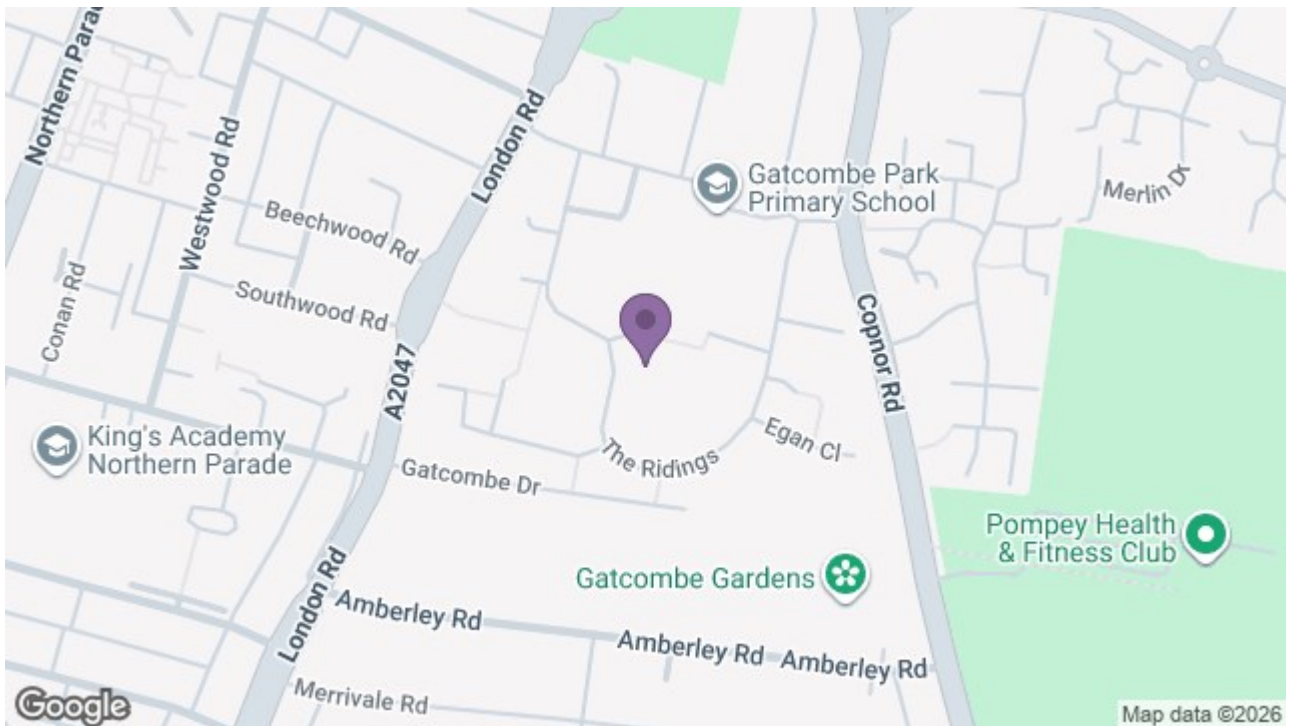 Northern Parad
Westwood Rd
London Rd
Gatcombe Park
Primary School
Merlin Dr
Beechwood Rd
Southwood Rd
Conan Rd
A2047
Copnor Rd
King's Academy
Northern Parade
Gatcombe Dr
The Ridings
Egan Cl
Pompey Health
& Fitness Club
Gatcombe Gardens
London Rd
Amberley Rd
Amberley Rd
Amberley Rd
Merrivale Rd
Google
Map data ©2026